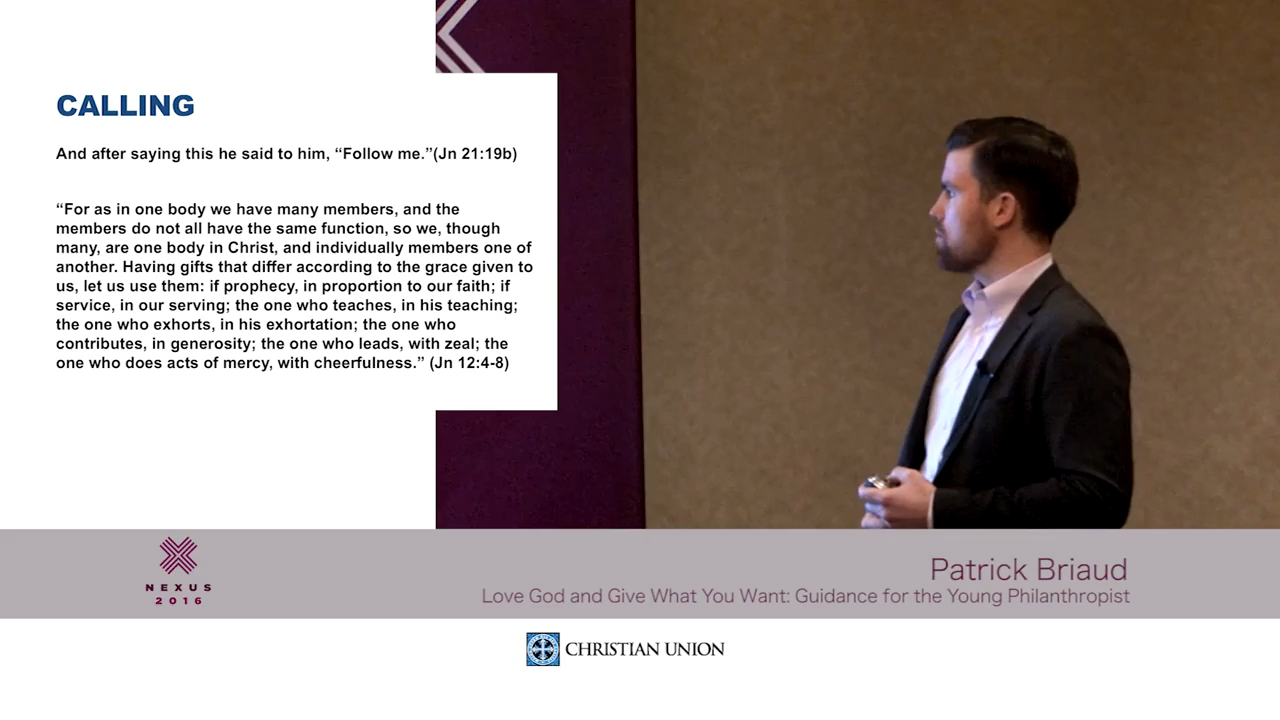 CALLING
And after saying this he said to him, “Follow me.”(Jn 21:19b)
“For as in one body we have many members, and the
members do not all have the same function, so we, though
many, are one body in Christ, and individually members one of
another. Having gifts that differ according to the grace given to
us, let us use them: if prophecy, in proportion to our faith; if
service, in our serving; the one who teaches, in his teaching;
the one who exhorts, in his exhortation; the one who
contributes, in generosity; the one who leads, with zeal; the
one who does acts of mercy, with cheerfulness.” (Jn 12:4-8)
NEXUS
2016
Patrick Briaud
Love God and Give What You Want: Guidance for the Young Philanthropist
CHRISTIAN UNION